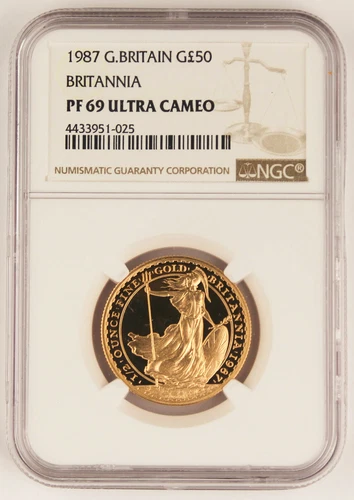 1987 G.BRITAIN G£50
BRITANNIA
PF 69 ULTRA CAMEO
4433951-025
NUMISMATIC GUARANTY CORPORATION
NGC®
1/2 OUNCE FINE GOLD BRITANNIA 1987